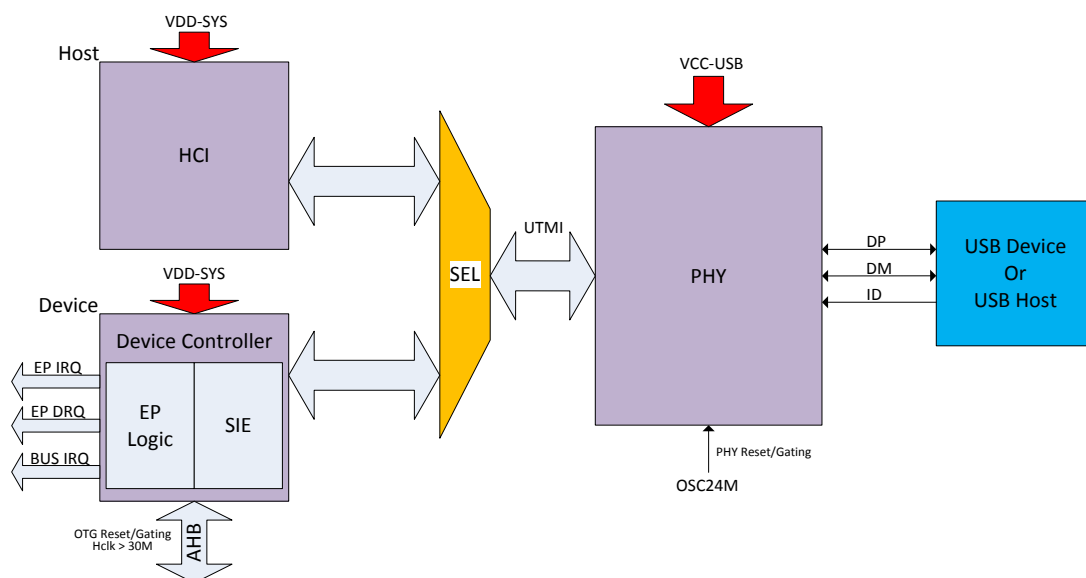 VDD-SYS
Host
HCI
VCC-USB
UTMI
SEL
PHY
DP
DM
ID
USB Device
Or
USB Host
VDD-SYS
Device
Device Controller
EP IRQ
EP DRQ
BUS IRQ
EP
Logic
SIE
PHY Reset/Gating
OSC24M
OTG Reset/Gating
Hclk > 30M
AHB